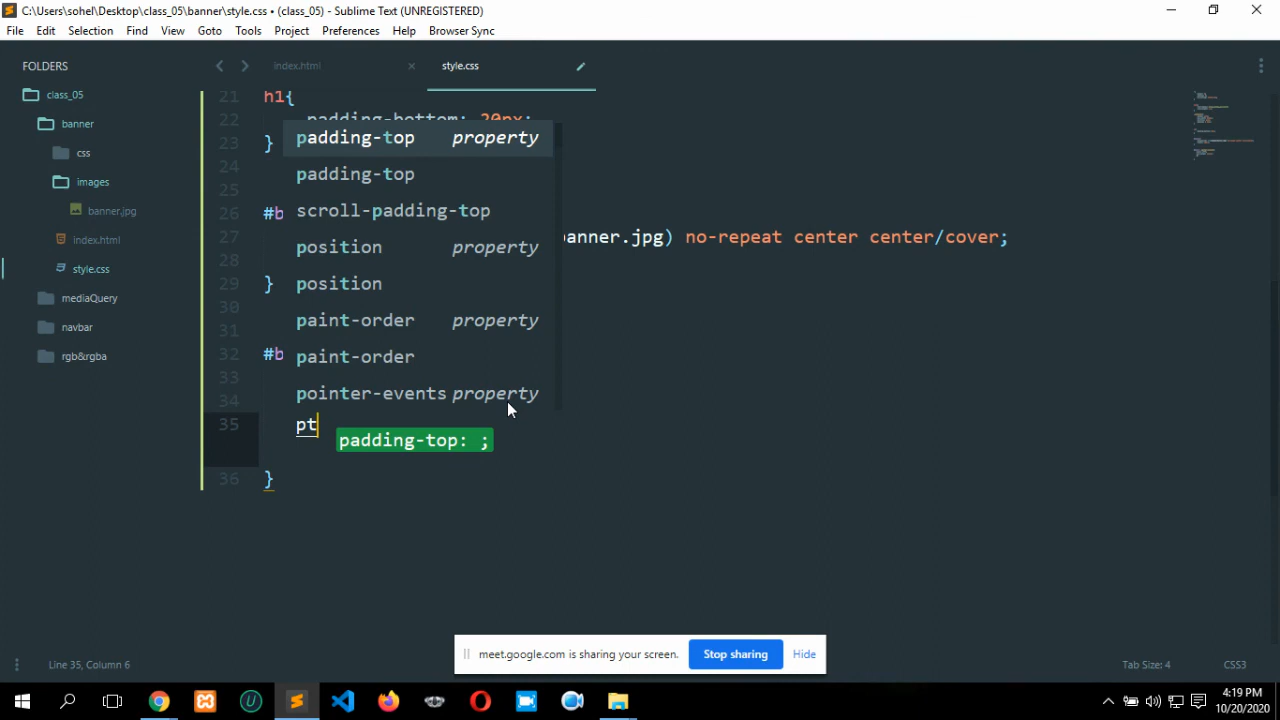 C:\Users\sohel\Desktop\class_05\banner\style.css • (class_05) - Sublime Text (UNREGISTERED)
File Edit Selection Find View Goto Tools Project Preferences Help Browser Sync
FOLDERS
class_05
banner
css
images
banner.jpg
index.html
style.css
mediaQuery
navbar
rgb&rgba
index.html
style.css
21 h1{
22 padding-bottom: 20px;
23 }
24
25
26 #b
27 banner.jpg) no-repeat center center/cover;
28
29 }
30
31
32 #b
33
34
35 pt
36 }
padding-top property
padding-top
scroll-padding-top
position property
position
paint-order property
paint-order
pointer-events property
padding-top: ;
meet.google.com is sharing your screen. Stop sharing Hide
Line 35, Column 6 Tab Size: 4 CSS3
4:19 PM
10/20/2020